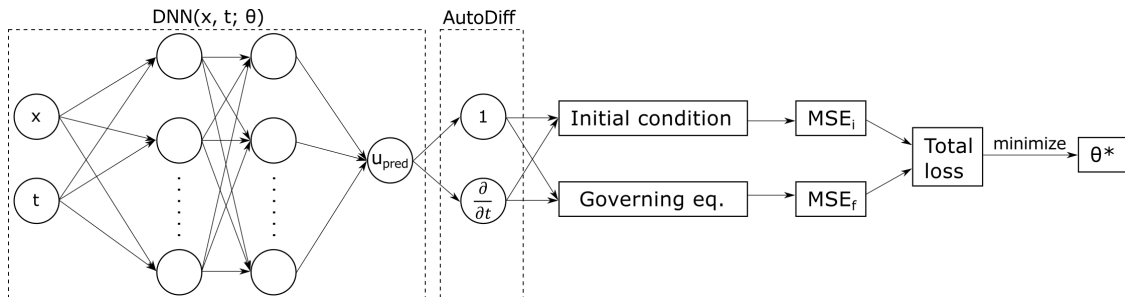 DNN(x, t; θ)
AutoDiff
x
t
u_pred
1
∂
∂t
Initial condition
Governing eq.
MSE_i
MSE_f
Total
loss
minimize
θ*